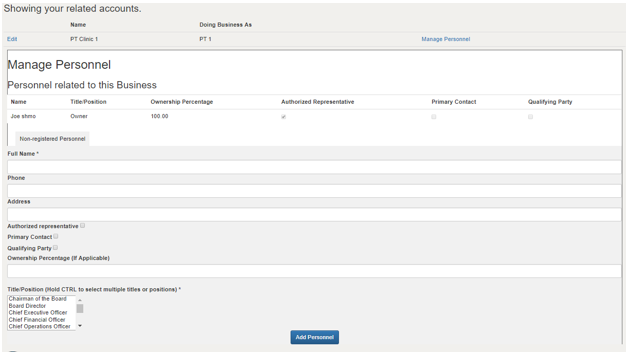 Showing your related accounts.
Name Doing Business As
Edit PT Clinic 1 PT 1 Manage Personnel
Manage Personnel
Personnel related to this Business
Name Title/Position Ownership Percentage Authorized Representative Primary Contact Qualifying Party
Joe shmo Owner 100.00
Non-registered Personnel
Full Name *
Phone
Address
Authorized representative
Primary Contact
Qualifying Party
Ownership Percentage (If Applicable)
Title/Position (Hold CTRL to select multiple titles or positions) *
Chairman of the Board
Board Director
Chief Executive Officer
Chief Financial Officer
Chief Operations Officer
Add Personnel